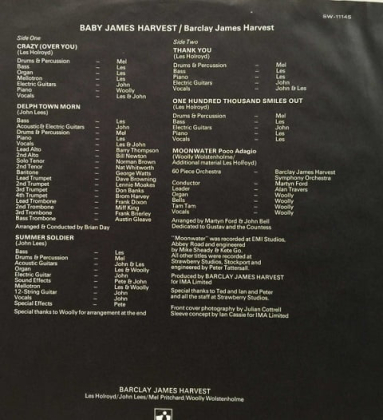 SW-11145
BABY JAMES HARVEST / Barclay James Harvest
Side One
CRAZY (OVER YOU)
(Les Holroyd)
Drums & Percussion – Mel
Bass – Les
Organ – Les
Mellotron – Les
Electric Guitars – John
Piano – Woolly
Vocals – Les & John
DELPH TOWN MORN
(John Lees)
Bass – Les
Acoustic & Electric Guitars – John
Drums & Percussion – Mel
Piano – Les
Vocals – Les & John
Lead Alto – Barry Thompson
2nd Alto – Bill Newton
Solo Tenor – Norman Brown
2nd Tenor – Nat Whitworth
Baritone – George Watts
Lead Trumpet – Dave Browning
2nd Trumpet – Lennie Moakes
3rd Trumpet – Don Banks
4th Trumpet – Brom Harvey
Lead Trombone – Frank Dixon
2nd Trombone – Milt King
3rd Trombone – Frank Brierley
Bass Trombone – Austin Gleave
Arranged & Conducted by Brian Day
SUMMER SOLDIER
(John Lees)
Bass – Les
Drums & Percussion – Mel
Acoustic Guitars – John & Les
Organ – Les & Woolly
Electric Guitar – John
Sound Effects – Pete & John
Mellotron – Les & Woolly
12-String Guitar – John
Vocals – John
Special Effects – Pete
Special thanks to Woolly for arrangement at the end
Side Two
THANK YOU
(Les Holroyd)
Drums & Percussion – Mel
Bass – Les
Piano – Les
Electric Guitars – John
Vocals – John & Les
ONE HUNDRED THOUSAND SMILES OUT
(Les Holroyd)
Drums & Percussion – Mel
Bass – Les
Electric Guitars – John
Piano – Les
Vocals – Les
MOONWATER Poco Adagio
(Woolly Wolstenholme/
Additional material Les Holroyd)
60 Piece Orchestra – Barclay James Harvest
Symphony Orchestra
Conductor – Martyn Ford
Leader – Alan Travers
Organ – Woolly
Bells – Woolly
Tam Tam – Woolly
Vocals – Woolly
Arranged by Martyn Ford & John Bell
Dedicated to Gustav and the Countess
"Moonwater" was recorded at EMI Studios,
Abbey Road and engineered
by Mike Sheady & Kete Go.
All other titles were recorded at
Strawberry Studios, Stockport and
engineered by Peter Tattersall.
Produced by BARCLAY JAMES HARVEST
for IMA Limited
Special thanks to Ted and Ian and Peter
and all the staff at Strawberry Studios.
Front cover photography by Julian Cottrell
Sleeve concept by Ian Cassie for IMA Limited
BARCLAY JAMES HARVEST
Les Holroyd/John Lees/Mel Pritchard/Woolly Wolstenholme